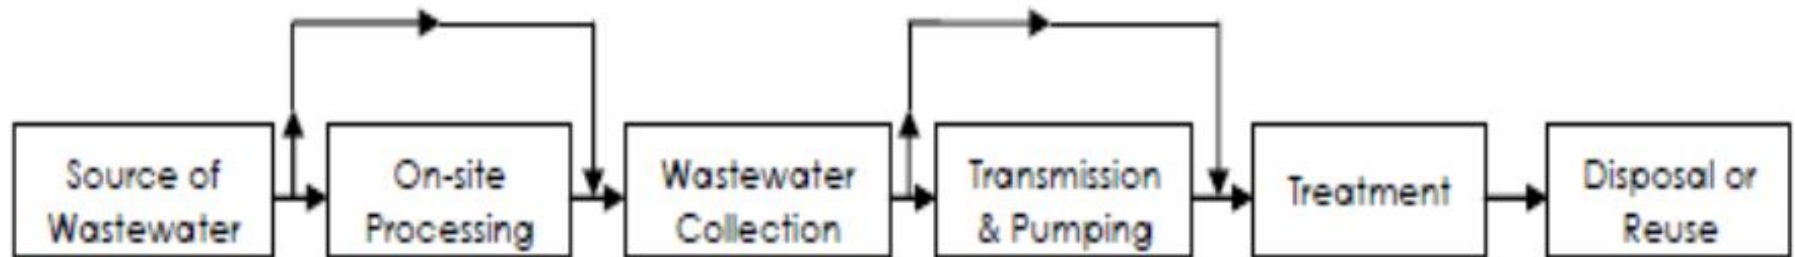 Source of
Wastewater
On-site
Processing
Wastewater
Collection
Transmission
& Pumping
Treatment
Disposal or
Reuse